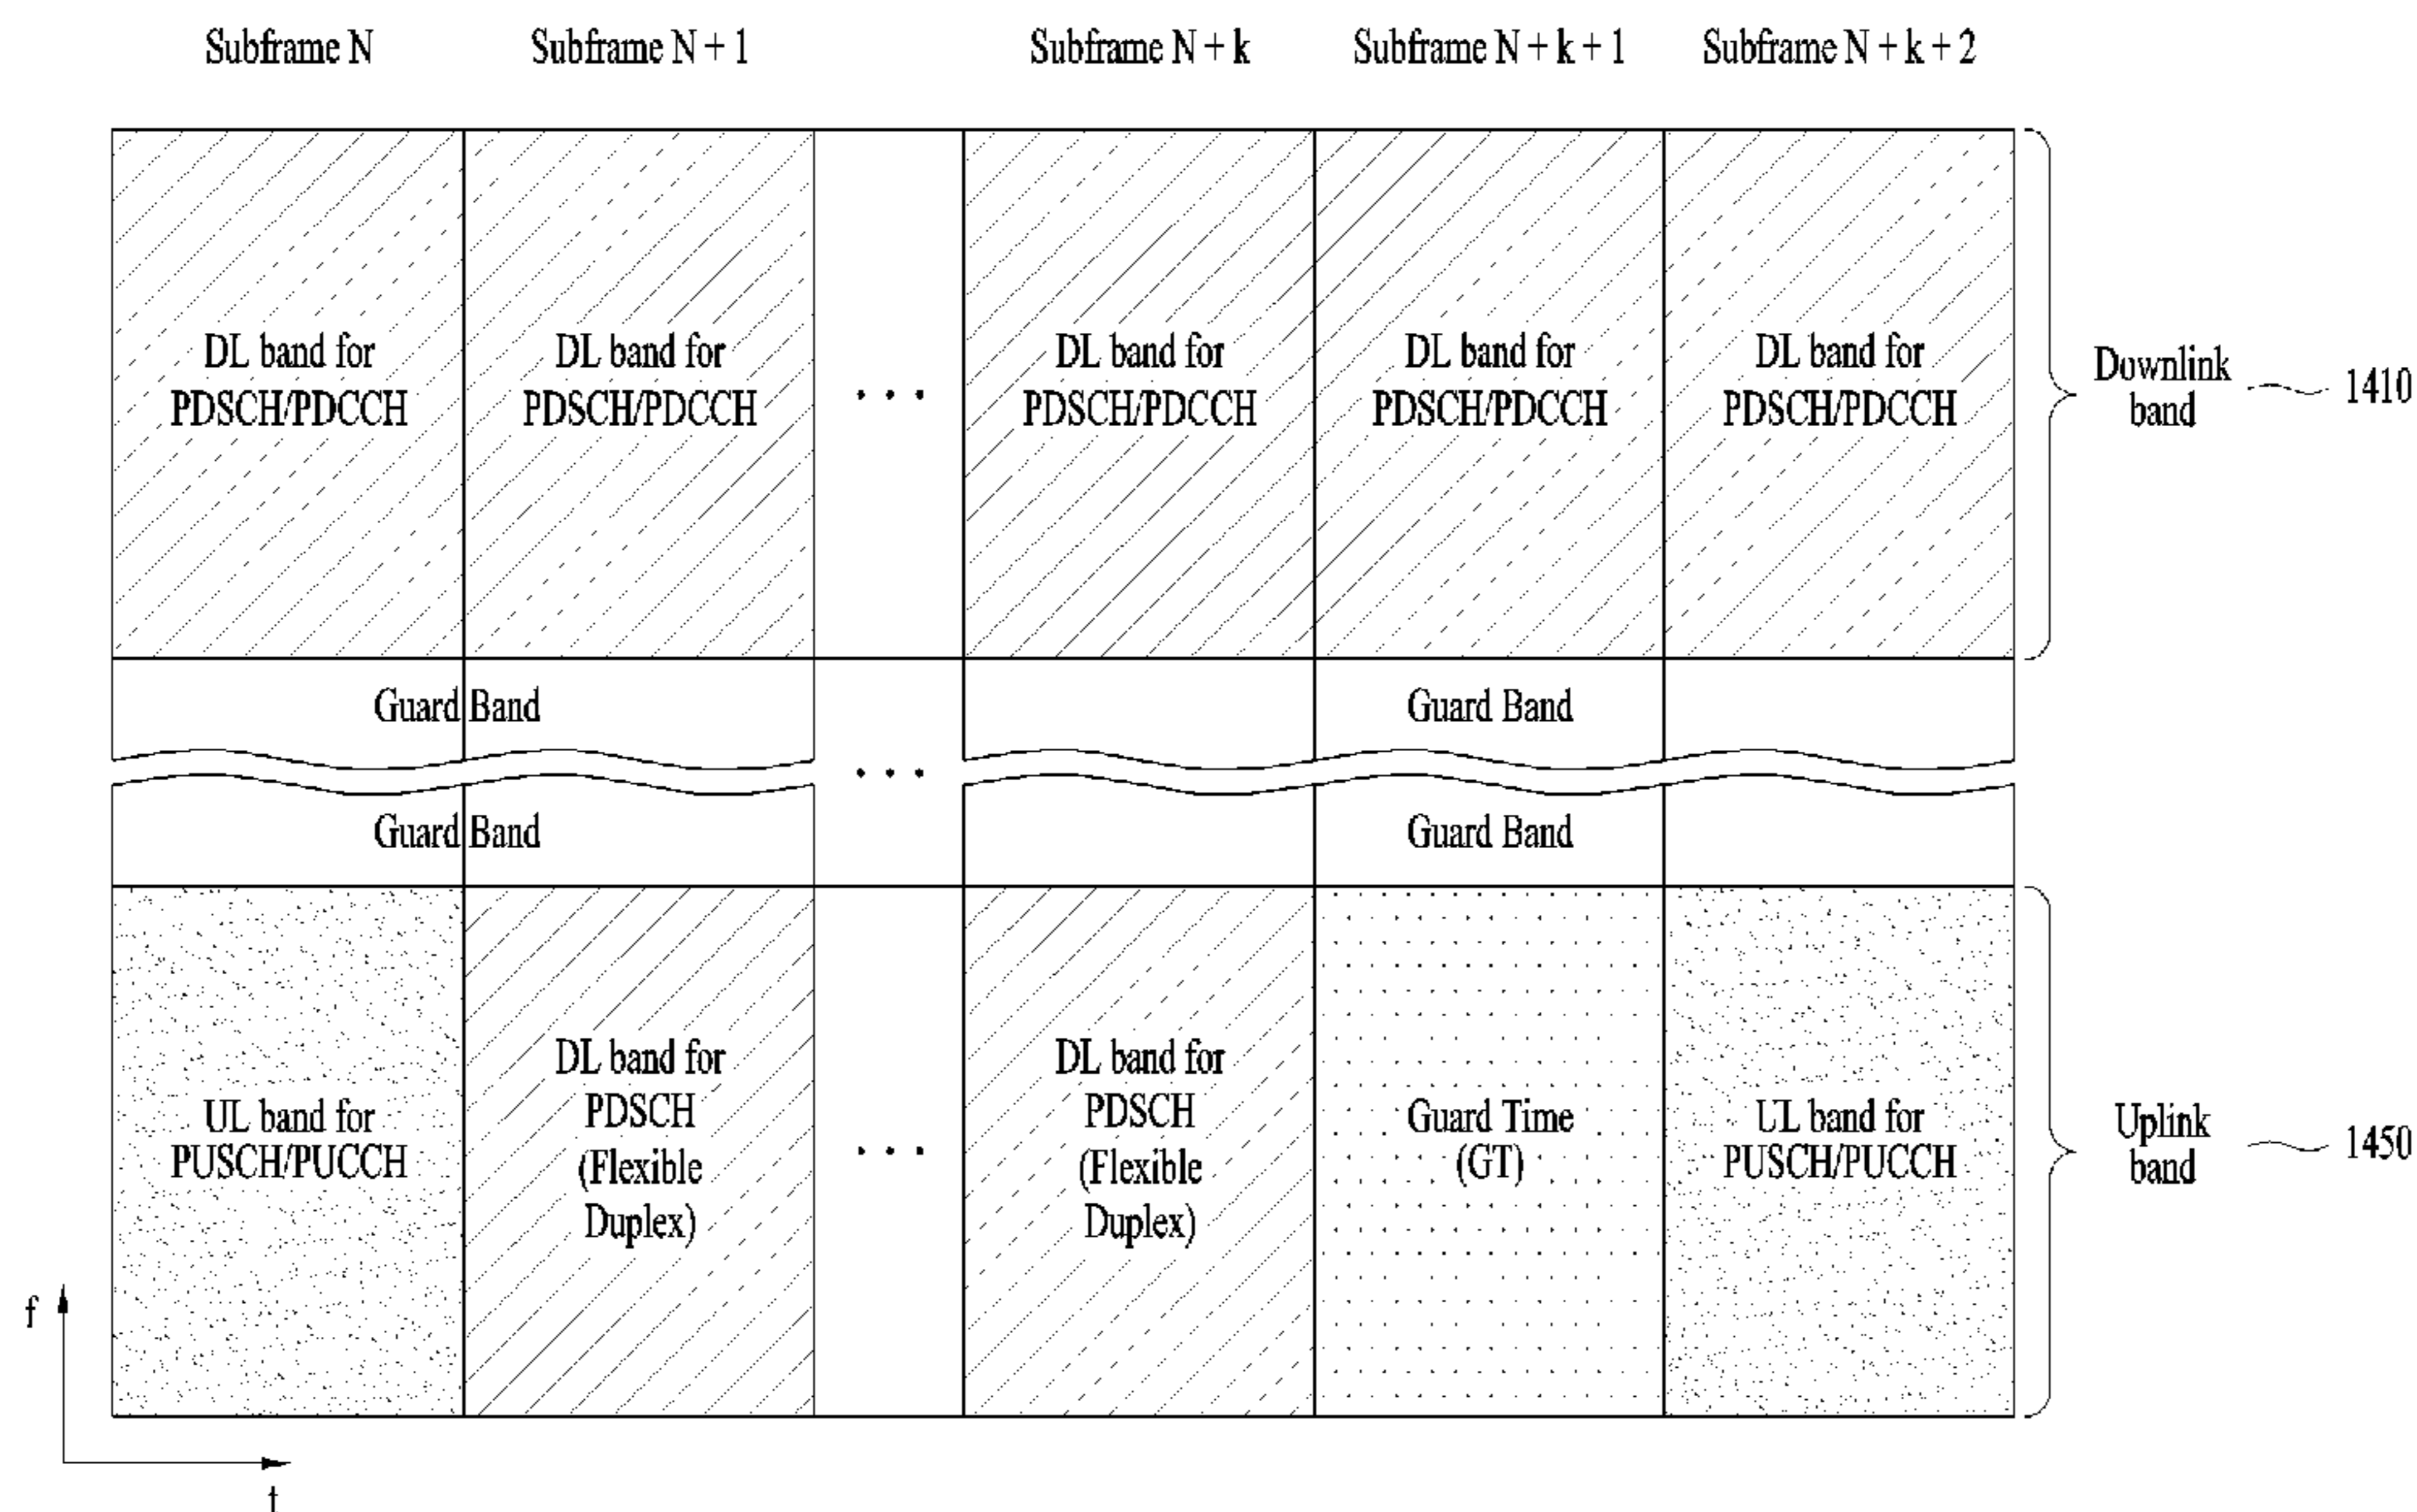 Subframe N Subframe N + 1 Subframe N + k Subframe N + k + 1 Subframe N + k + 2
DL band for DL band for DL band for DL band for DL band for
PDSCH/PDCCH PDSCH/PDCCH • • • PDSCH/PDCCH PDSCH/PDCCH PDSCH/PDCCH
Downlink
band
1410
Guard Band Guard Band
• • •
Guard Band Guard Band
UL band for
PUSCH/PUCCH
DL band for
PDSCH
(Flexible
Duplex)
• • •
DL band for
PDSCH
(Flexible
Duplex)
Guard Time
(GT)
UL band for
PUSCH/PUCCH
Uplink
band
1450
f
t